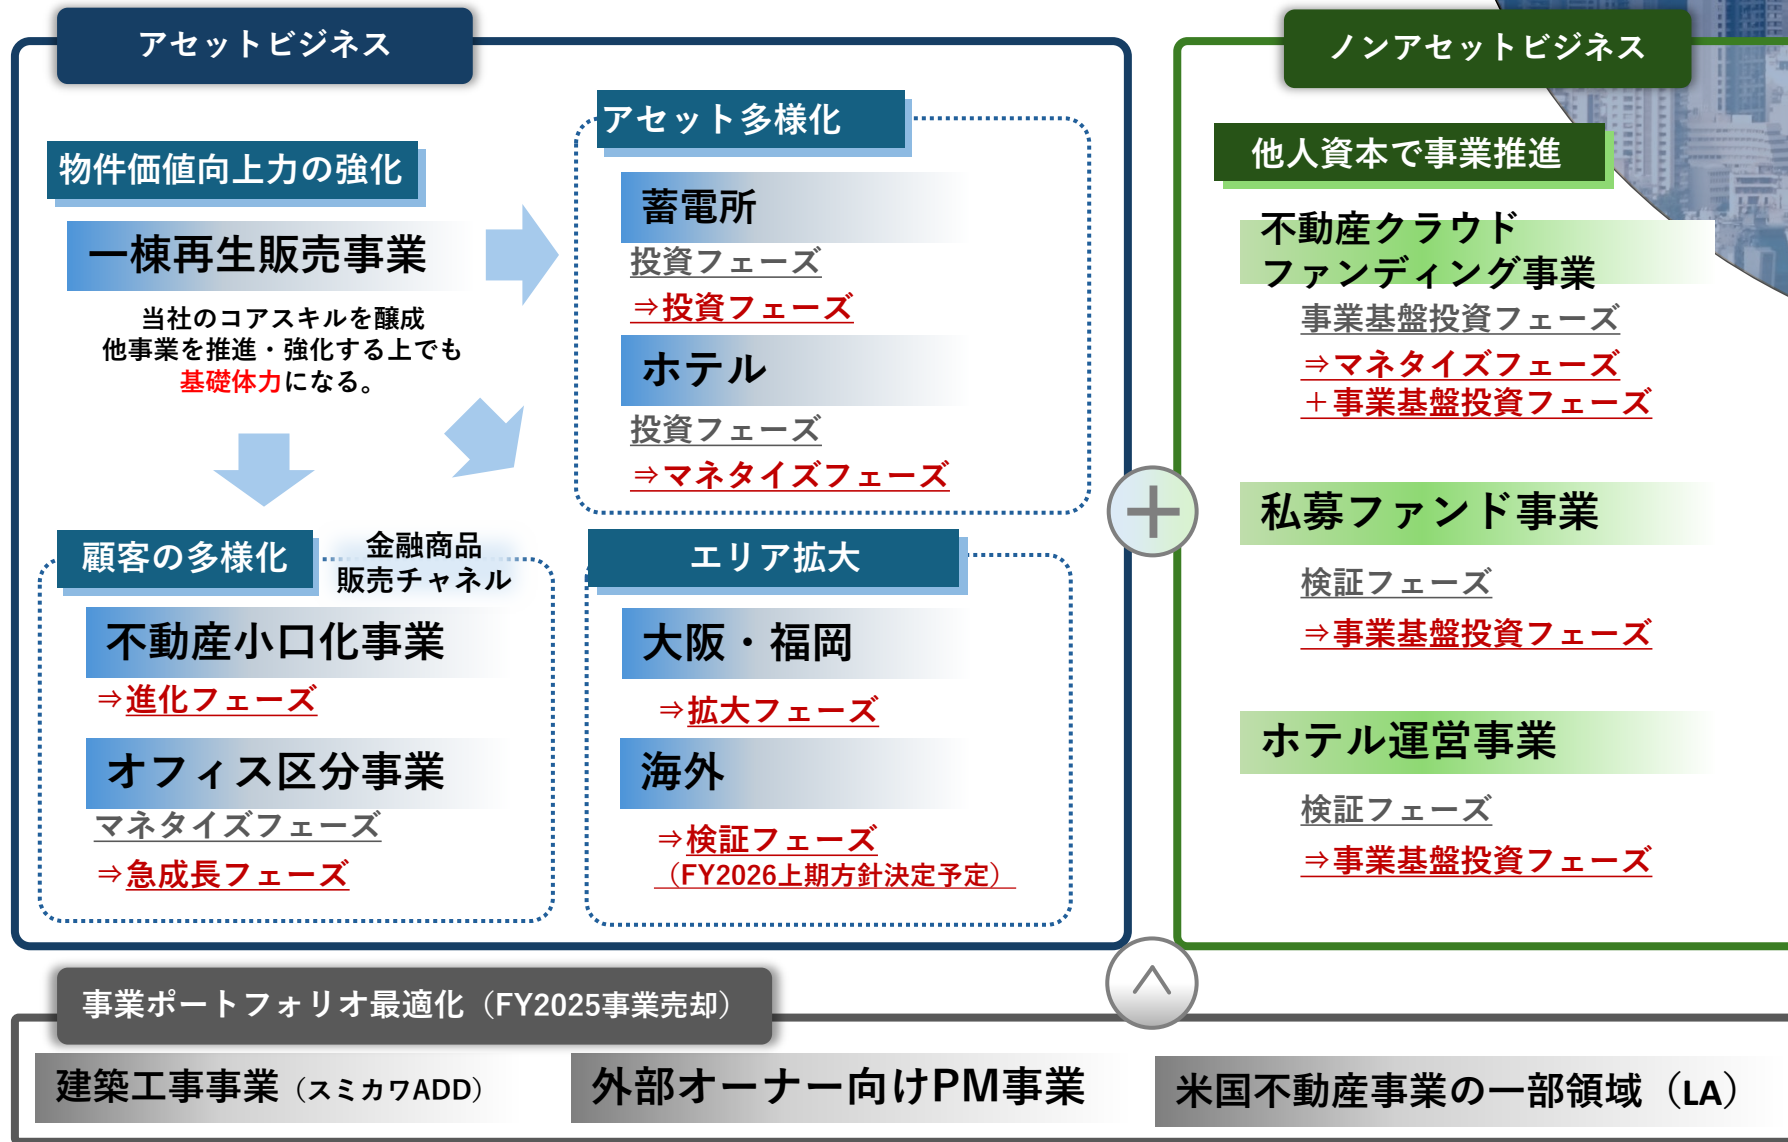 アセットビジネス
物件価値向上力の強化
一棟再生販売事業
当社のコアスキルを醸成
他事業を推進・強化する上でも
基礎体力になる。
アセット多様化
蓄電所
投資フェーズ
⇒投資フェーズ
ホテル
投資フェーズ
⇒マネタイズフェーズ
顧客の多様化
金融商品
販売チャネル
不動産小口化事業
⇒進化フェーズ
オフィス区分事業
マネタイズフェーズ
⇒急成長フェーズ
エリア拡大
大阪・福岡
⇒拡大フェーズ
海外
⇒検証フェーズ
（FY2026上期方針決定予定）
ノンアセットビジネス
他人資本で事業推進
不動産クラウド
ファンディング事業
事業基盤投資フェーズ
⇒マネタイズフェーズ
＋事業基盤投資フェーズ
私募ファンド事業
検証フェーズ
⇒事業基盤投資フェーズ
ホテル運営事業
検証フェーズ
⇒事業基盤投資フェーズ
事業ポートフォリオ最適化（FY2025事業売却）
建築工事事業（スミカワADD）
外部オーナー向けPM事業
米国不動産事業の一部領域（LA）